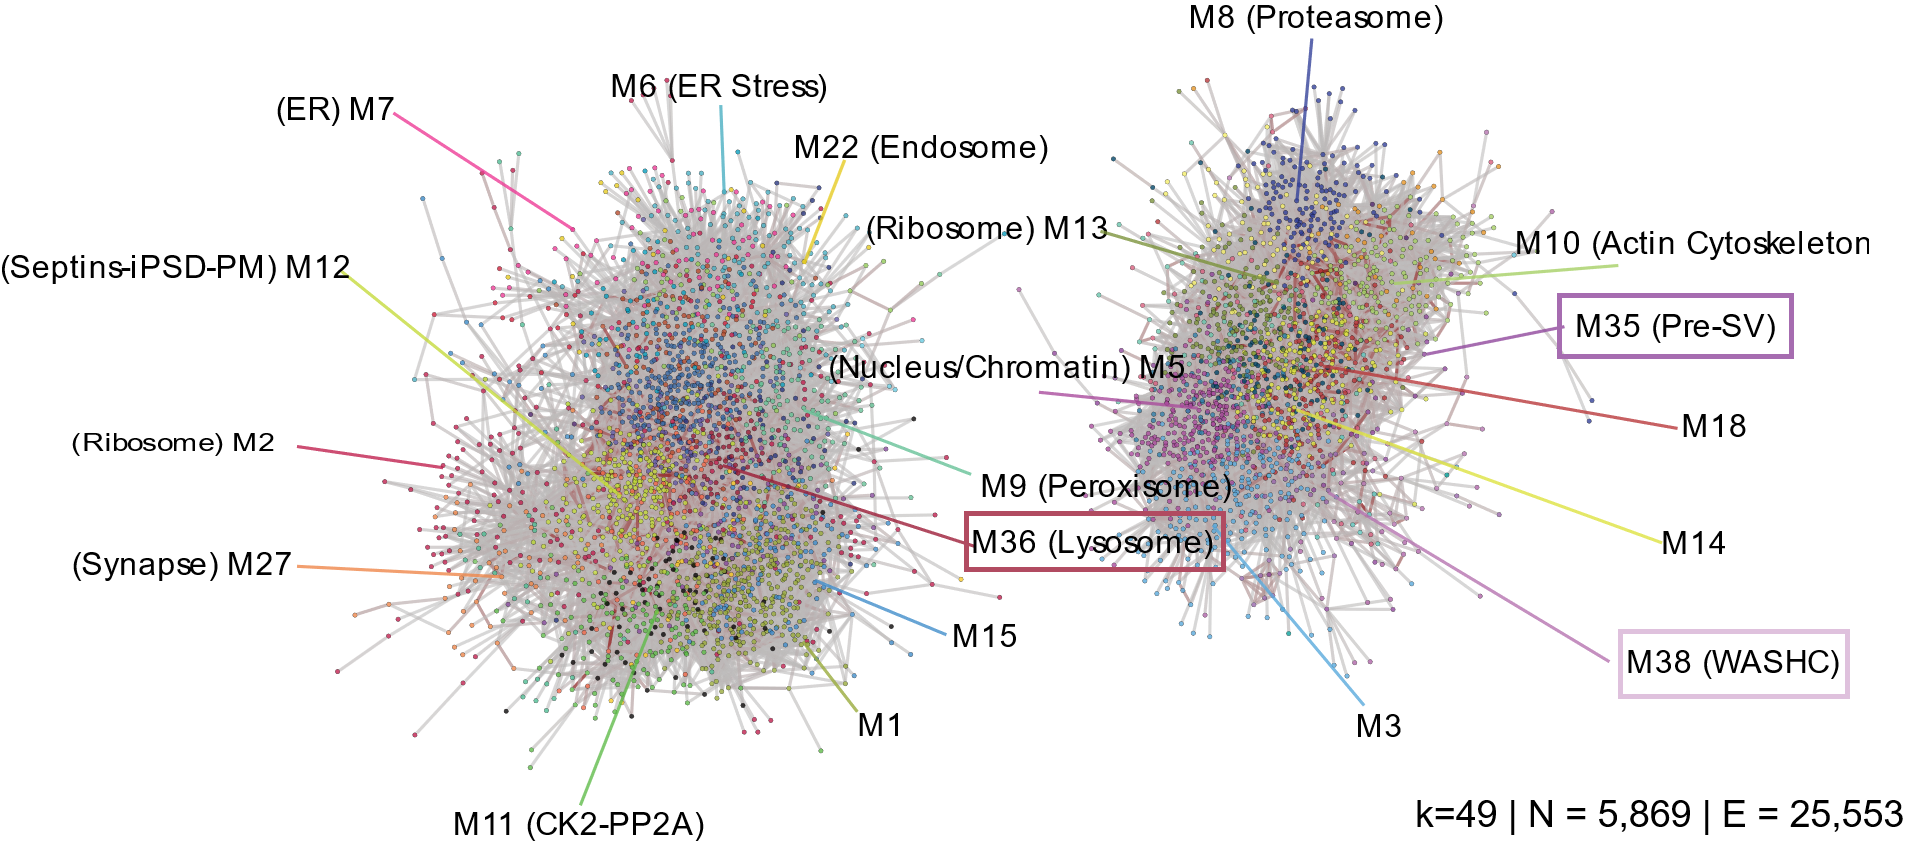 M8 (Proteasome)
M6 (ER Stress)
(ER) M7
M22 (Endosome)
(Ribosome) M13
M10 (Actin Cytoskeleton
(Septins-iPSD-PM) M12
M35 (Pre-SV)
(Nucleus/Chromatin) M5
M18
(Ribosome) M2
M9 (Peroxisome)
M36 (Lysosome)
M14
(Synapse) M27
M15
M38 (WASHC)
M1
M3
M11 (CK2-PP2A)
k=49 | N = 5,869 | E = 25,553